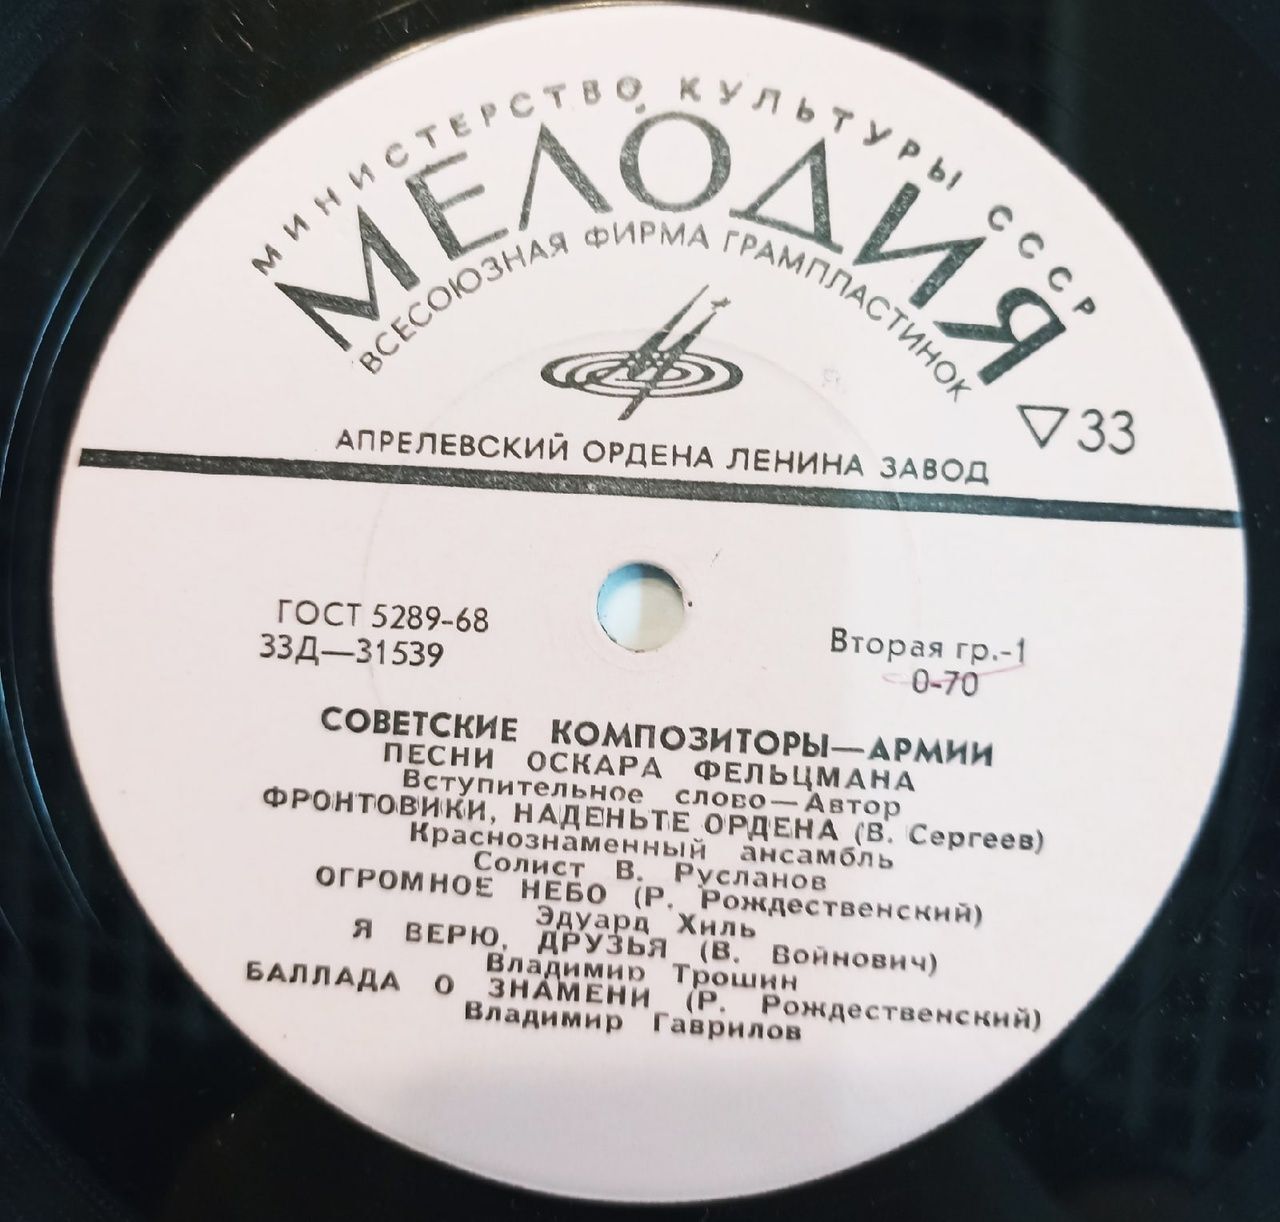 МИНИСТЕРСТВО КУЛЬТУРЫ СССР
МЕЛОДИЯ
ВСЕСОЮЗНАЯ ФИРМА ГРАМПЛАСТИНОК
▽33
АПРЕЛЕВСКИЙ ОРДЕНА ЛЕНИНА ЗАВОД
ГОСТ 5289-68
33Д—31539
Вторая гр.-1
0-70
СОВЕТСКИЕ КОМПОЗИТОРЫ—АРМИИ
ПЕСНИ ОСКАРА ФЕЛЬЦМАНА
Вступительное слово—Автор
ФРОНТОВИКИ, НАДЕНЬТЕ ОРДЕНА (В. Сергеев)
Краснознаменный ансамбль
Солист В. Русланов
ОГРОМНОЕ НЕБО (Р. Рождественский)
Эдуард Хиль
Я ВЕРЮ, ДРУЗЬЯ (В. Войнович)
Владимир Трошин
БАЛЛАДА О ЗНАМЕНИ (Р. Рождественский)
Владимир Гаврилов